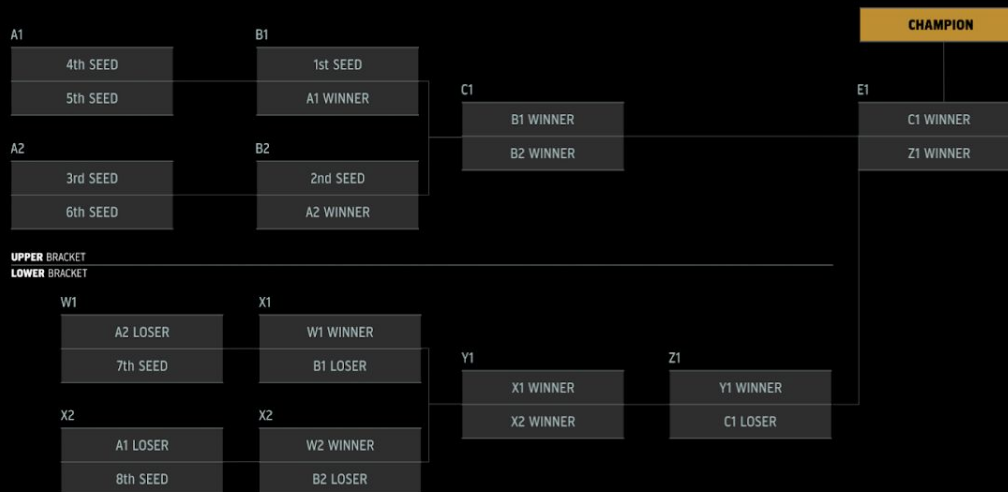 CHAMPION
A1
4th SEED
5th SEED
B1
1st SEED
A1 WINNER
C1
B1 WINNER
B2 WINNER
E1
C1 WINNER
Z1 WINNER
A2
3rd SEED
6th SEED
B2
2nd SEED
A2 WINNER
UPPER BRACKET
LOWER BRACKET
W1
A2 LOSER
7th SEED
X1
W1 WINNER
B1 LOSER
Y1
X1 WINNER
X2 WINNER
Z1
Y1 WINNER
C1 LOSER
X2
A1 LOSER
8th SEED
X2
W2 WINNER
B2 LOSER